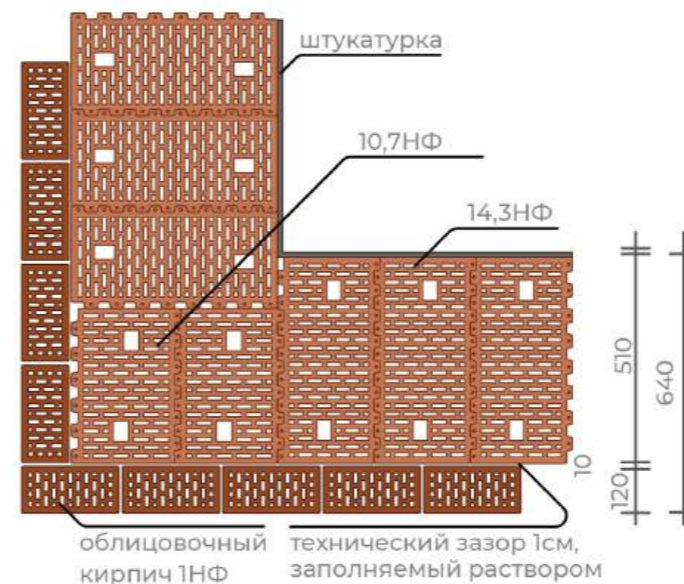 штукатурка
10,7НФ
14,3НФ
510
640
10
120
облицовочный
кирпич 1НФ
технический зазор 1см,
заполняемый раствором